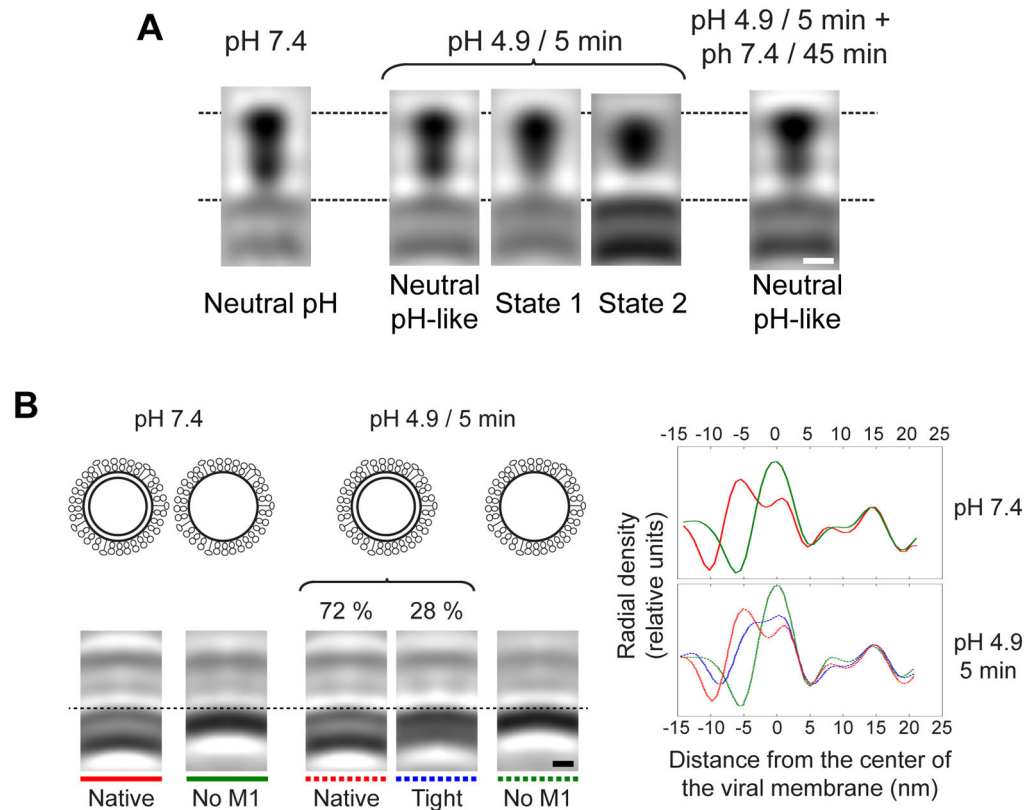 A
pH 7.4
pH 4.9 / 5 min
pH 4.9 / 5 min +
ph 7.4 / 45 min
Neutral pH
Neutral
pH-like
State 1
State 2
Neutral
pH-like
B
pH 7.4
pH 4.9 / 5 min
72 %
28 %
Native
No M1
Native
Tight
No M1
-15 -10 -5 0 5 10 15 20 25
pH 7.4
pH 4.9
5 min
Radial density
(relative units)
-15 -10 -5 0 5 10 15 20 25
Distance from the center of
the viral membrane (nm)